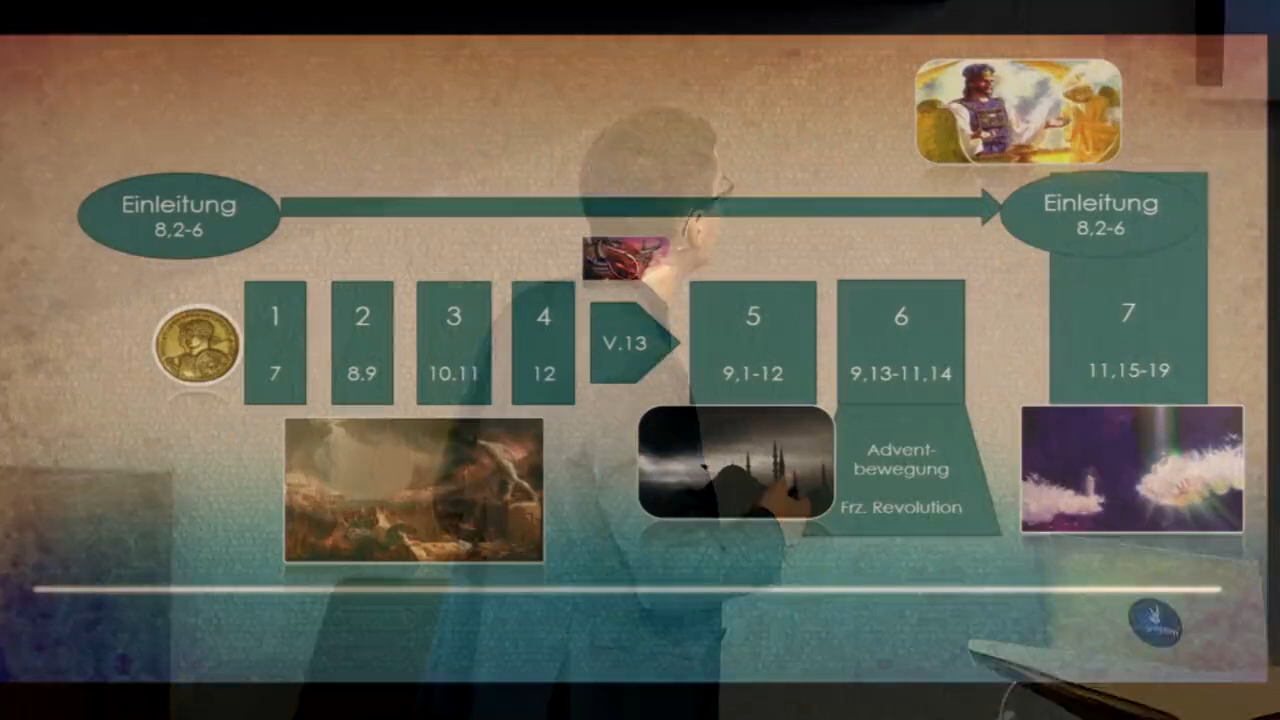 Einleitung
8,2-6
Einleitung
8,2-6
1
7
2
8.9
3
10.11
4
12
V.13
5
9,1-12
6
9,13-11,14
7
11,15-19
Advent-
bewegung
Frz. Revolution